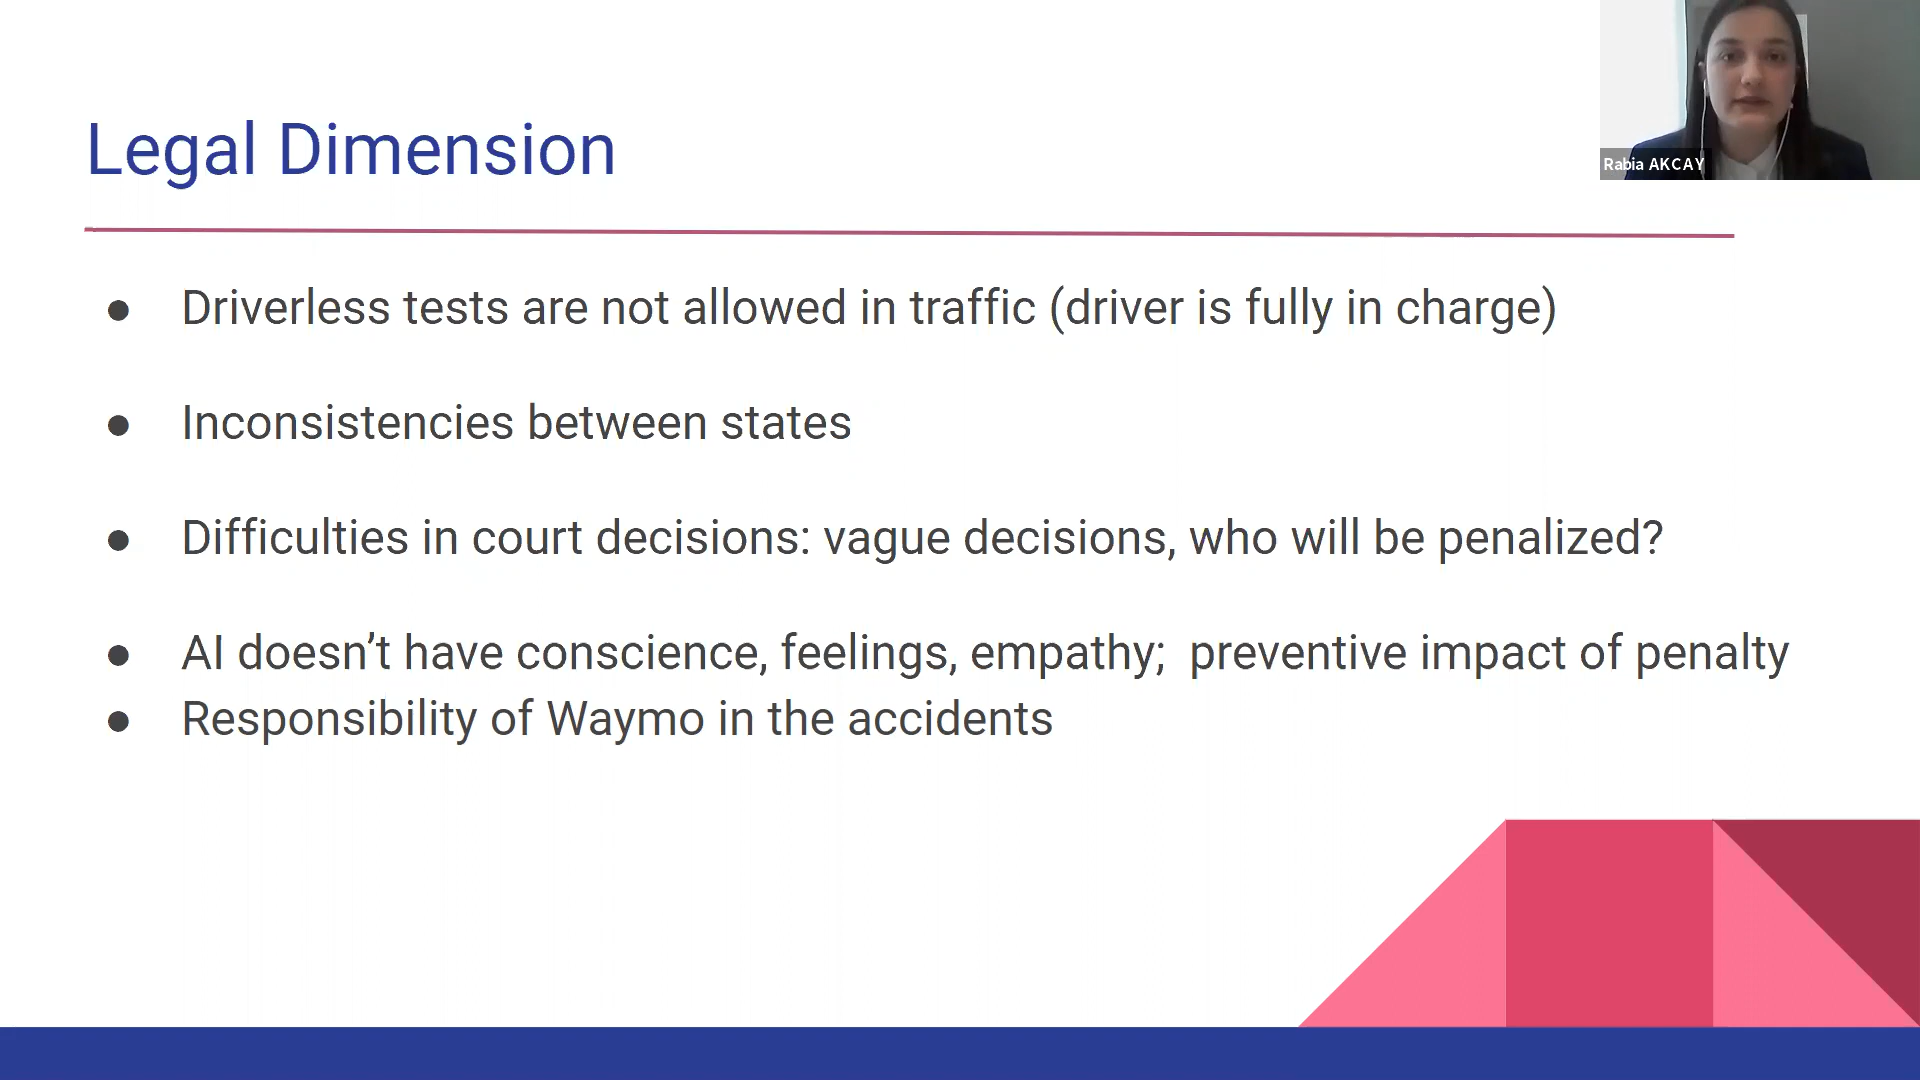 Legal Dimension
Rabia AKCAY
● Driverless tests are not allowed in traffic (driver is fully in charge)
● Inconsistencies between states
● Difficulties in court decisions: vague decisions, who will be penalized?
● AI doesn’t have conscience, feelings, empathy;  preventive impact of penalty
● Responsibility of Waymo in the accidents